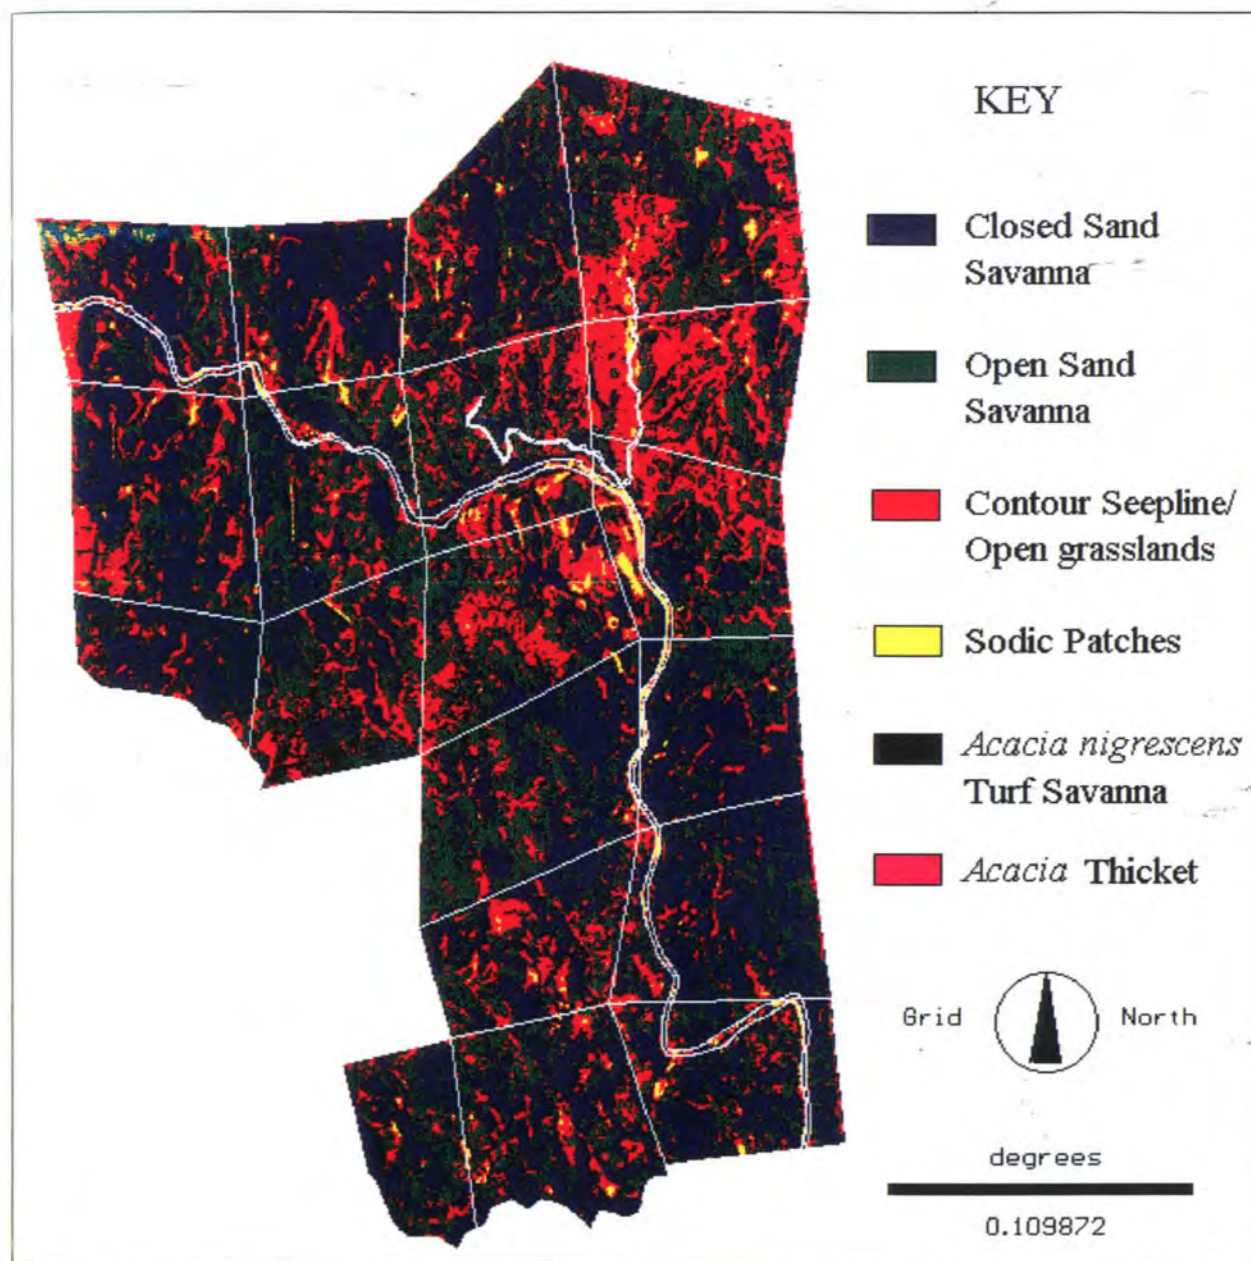 KEY
Closed Sand
Savanna
Open Sand
Savanna
Contour Seepline/
Open grasslands
Sodic Patches
Acacia nigrescens
Turf Savanna
Acacia Thicket
Grid North
degrees
0.109872